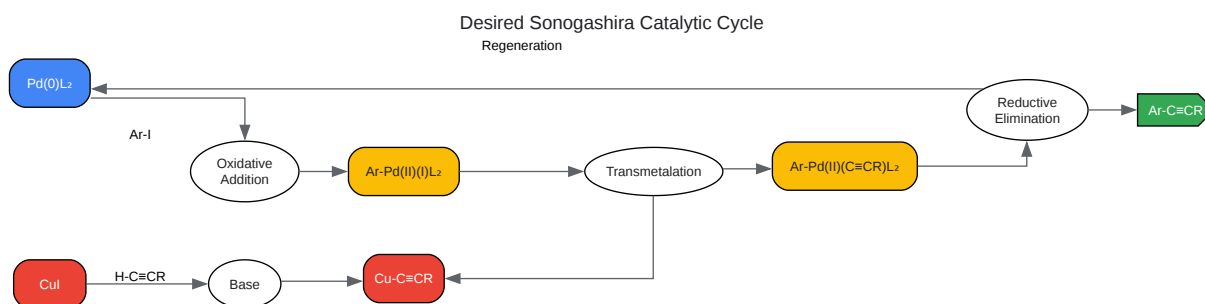 Desired Sonogashira Catalytic Cycle
Regeneration
Pd(0)L₂
Reductive
Elimination
Ar-C≡CR
Ar-I
Oxidative
Addition
Ar-Pd(II)(I)L₂
Transmetalation
Ar-Pd(II)(C≡CR)L₂
CuI
H-C≡CR
Base
Cu-C≡CR